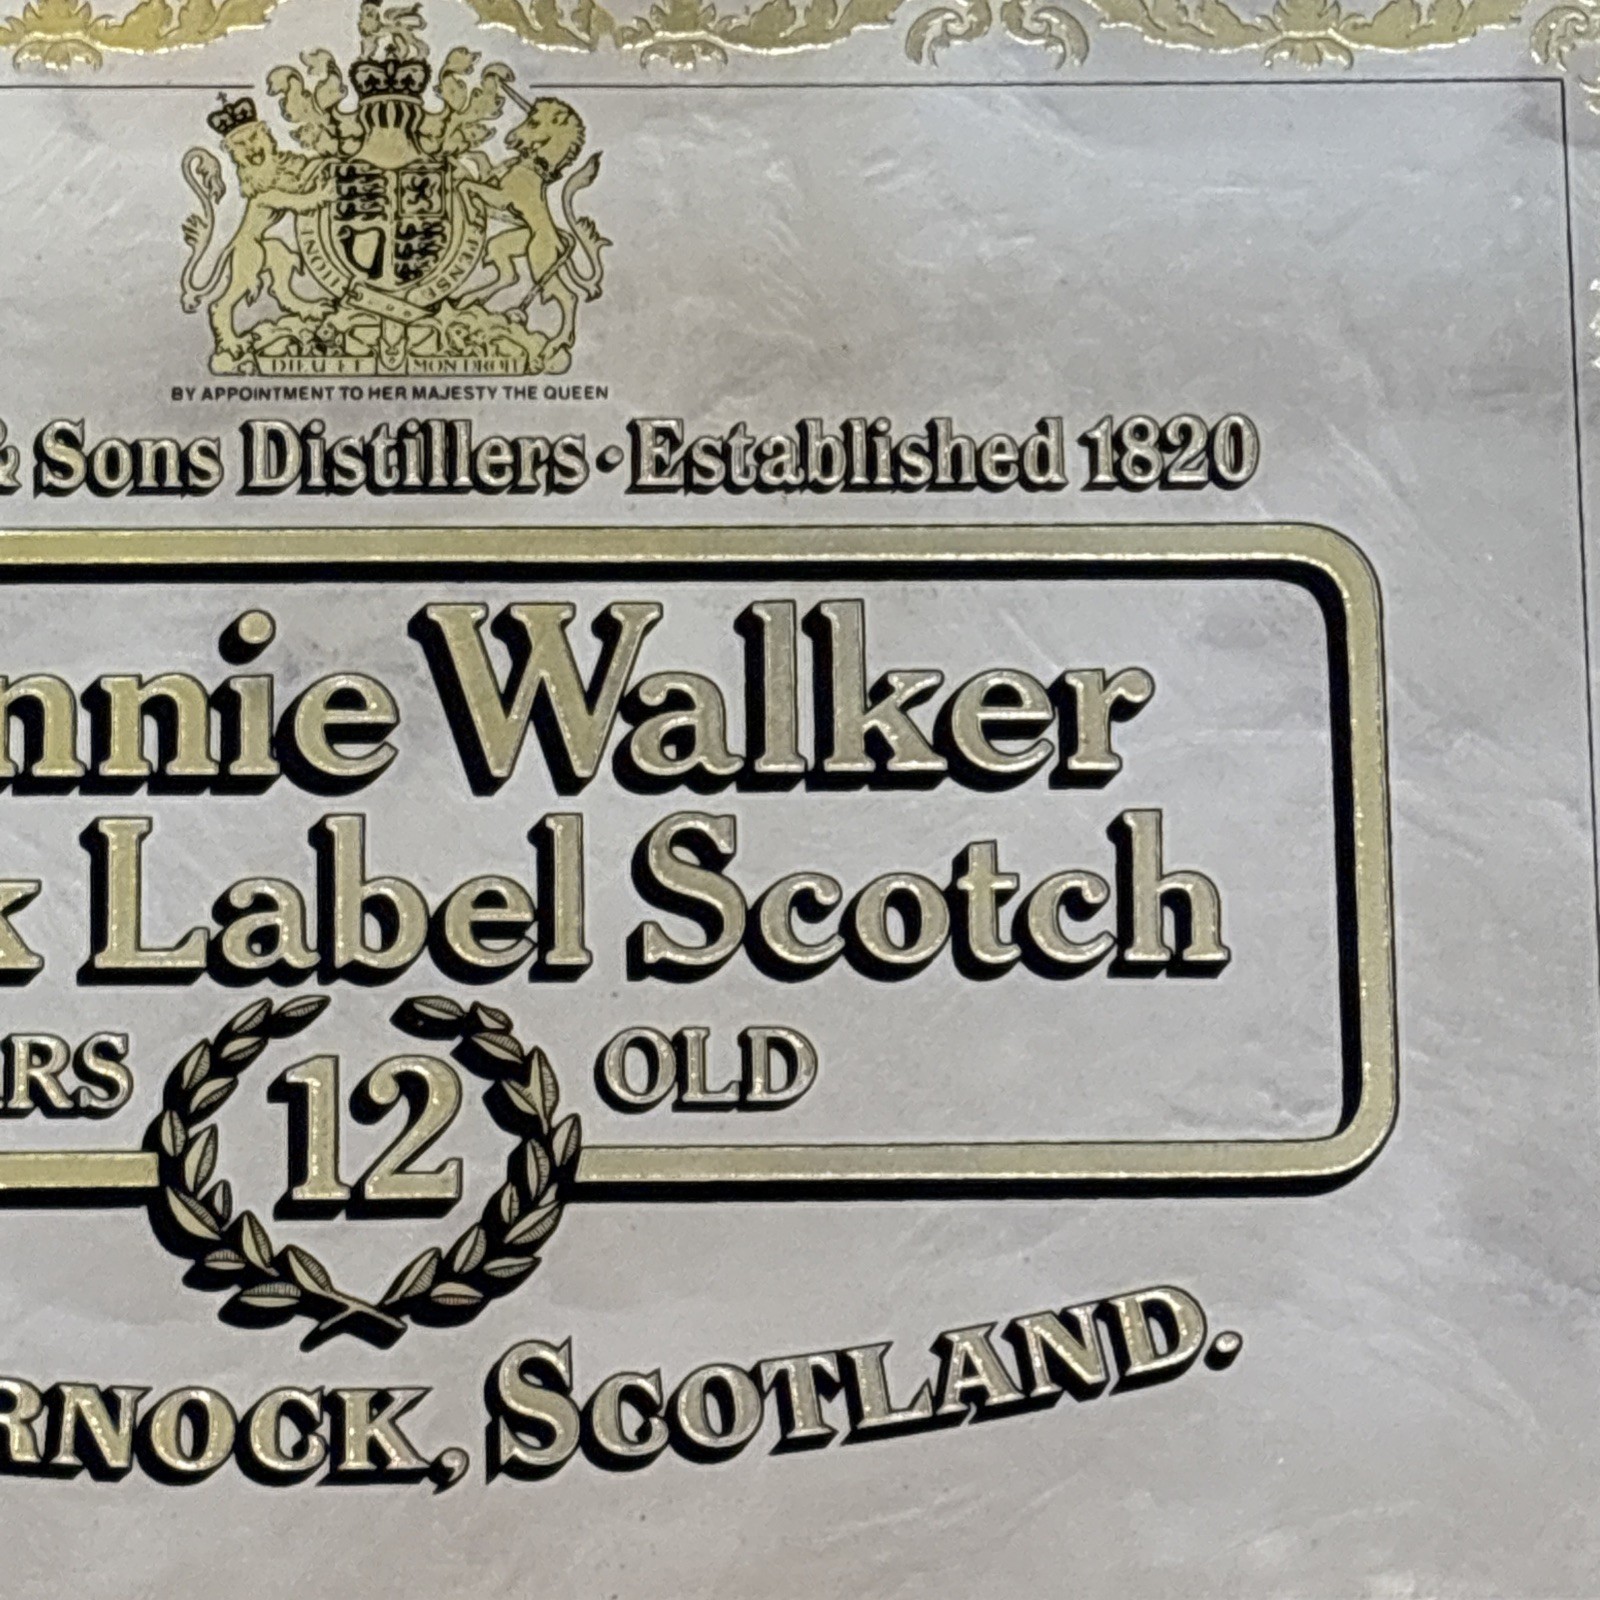 DIEU ET MON DROIT
BY APPOINTMENT TO HER MAJESTY THE QUEEN
& Sons Distillers·Established 1820
nnie Walker
k Label Scotch
ARS 12 OLD
RNOCK, SCOTLAND.